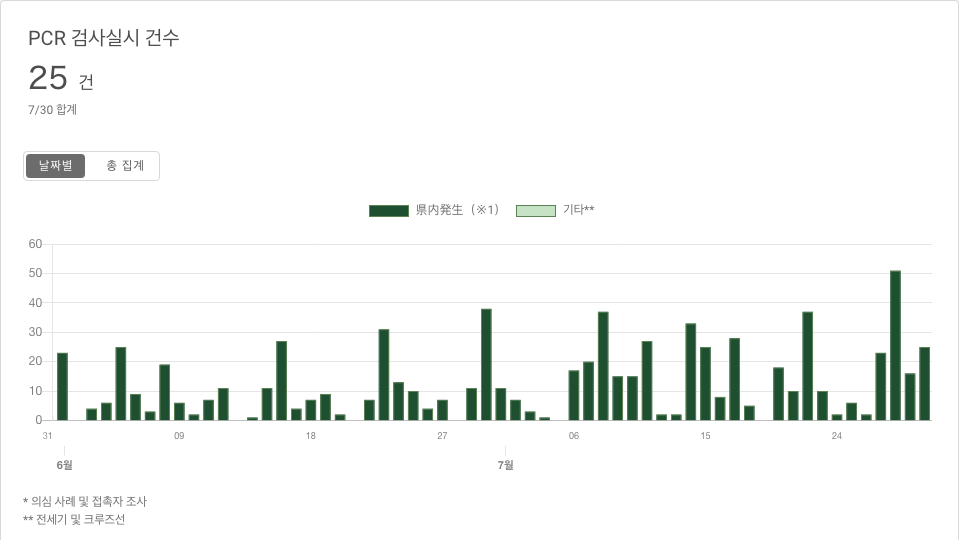 PCR 검사실시 건수
25 건
7/30 합계
날짜별 총 집계
県内発生（※1） 기타**
60
50
40
30
20
10
0
31 09 18 27 06 15 24
6월 7월
* 의심 사례 및 접촉자 조사
** 전세기 및 크루즈선